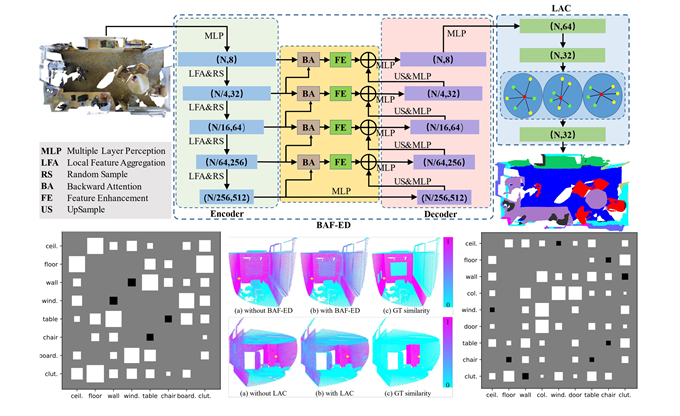 LAC
MLP
MLP
(N,64)
(N,8)
BA
FE
MLP
(N,8)
(N,32)
LFA&RS
US&MLP
(N/4,32)
BA
FE
MLP
(N/4,32)
LFA&RS
US&MLP
(N/16,64)
BA
FE
MLP
(N/16,64)
(N,32)
LFA&RS
US&MLP
(N/64,256)
BA
FE
MLP
(N/64,256)
LFA&RS
US&MLP
(N/256,512)
MLP
(N/256,512)
Encoder
Decoder
BAF-ED
MLP Multiple Layer Perception
LFA Local Feature Aggregation
RS Random Sample
BA Backward Attention
FE Feature Enhancement
US UpSample
ceil.
floor
wall
wind.
table
chair
board.
clut.
ceil. floor wall wind. table chair board. clut.
1
0
(a) without BAF-ED (b) with BAF-ED (c) GT similarity
1
0
(a) without LAC (b) with LAC (c) GT similarity
ceil.
floor
wall
col.
wind.
door
table
chair
clut.
ceil. floor wall col. wind. door table chair clut.